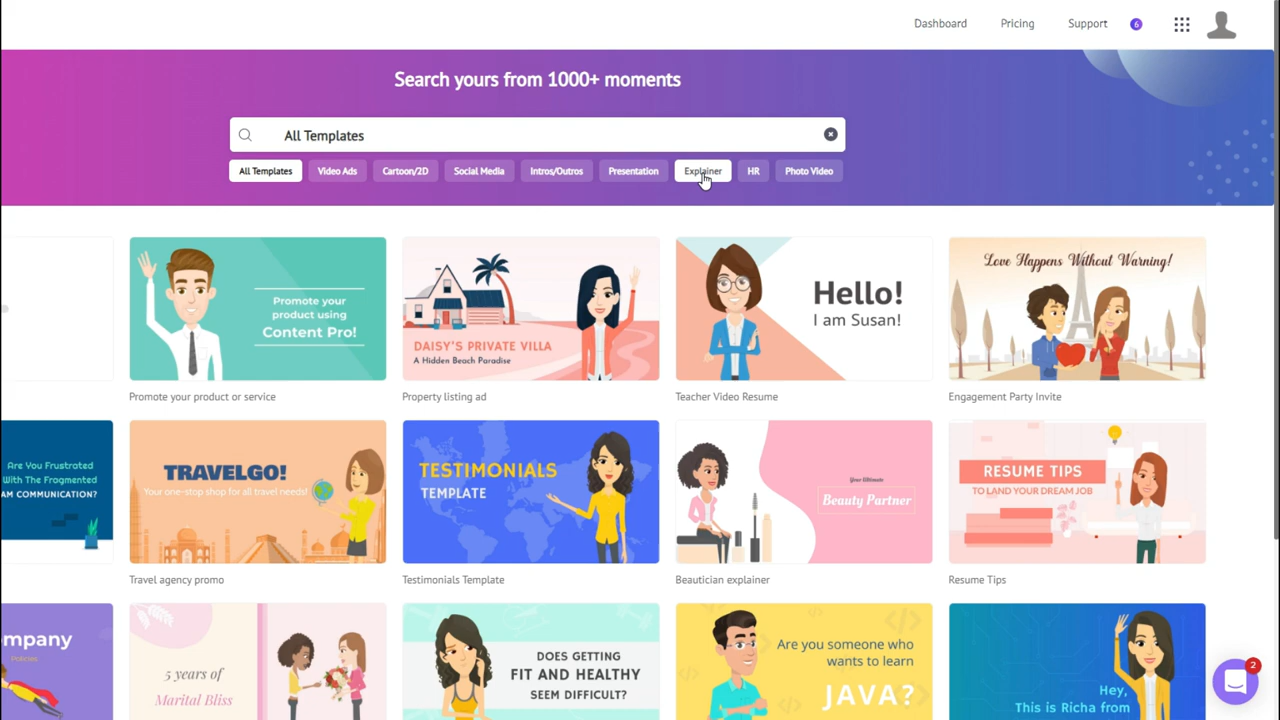 Dashboard
Pricing
Support
6
Search yours from 1000+ moments
All Templates
All Templates
Video Ads
Cartoon/2D
Social Media
Intros/Outros
Presentation
Explainer
HR
Photo Video
Promote your
product using
Content Pro!
DAISY'S PRIVATE VILLA
A Hidden Beach Paradise
Hello!
I am Susan!
Love Happens Without Warning!
Promote your product or service
Property listing ad
Teacher Video Resume
Engagement Party Invite
Are You Frustrated
With The Fragmented
AM COMMUNICATION?
TRAVELGO!
Your one-stop shop for all travel needs!
TESTIMONIALS
TEMPLATE
Your Ultimate
Beauty Partner
RESUME TIPS
TO LAND YOUR DREAM JOB
Travel agency promo
Testimonials Template
Beautician explainer
Resume Tips
mpany
Policies
5 years of
Marital Bliss
DOES GETTING
FIT AND HEALTHY
SEEM DIFFICULT?
Are you someone who
wants to learn
JAVA?
Hey,
This is Richa from
2